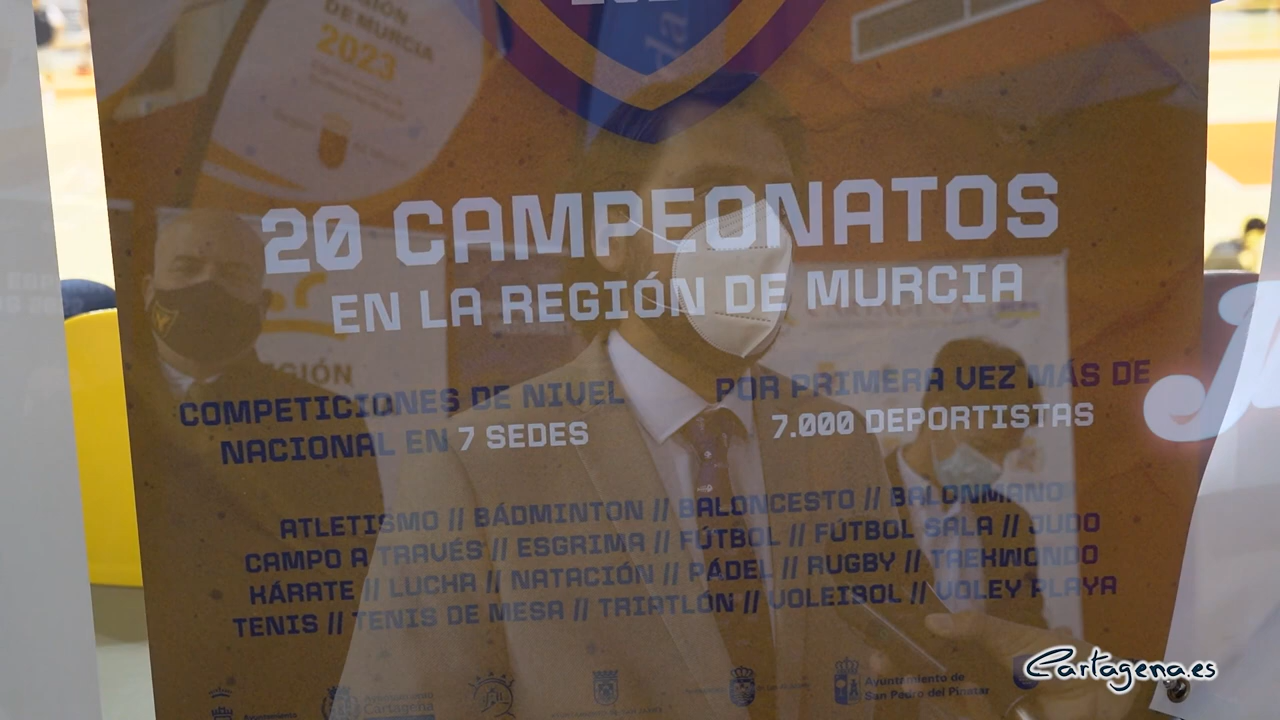 REGIÓN
DE MURCIA
2023
20 CAMPEONATOS
EN LA REGIÓN DE MURCIA
COMPETICIONES DE NIVEL
NACIONAL EN 7 SEDES
POR PRIMERA VEZ MÁS DE
7.000 DEPORTISTAS
ATLETISMO // BÁDMINTON // BALONCESTO // BALONMANO
CAMPO A TRAVÉS // ESGRIMA // FÚTBOL // FÚTBOL SALA // JUDO
KÁRATE // LUCHA // NATACIÓN // PÁDEL // RUGBY // TAEKWONDO
TENIS // TENIS DE MESA // TRIATLÓN // VOLEIBOL // VOLEY PLAYA
Ayuntamiento
Ayuntamiento
Cartagena
Ayuntamiento de
San Pedro del Pinatar
Cartagena.es